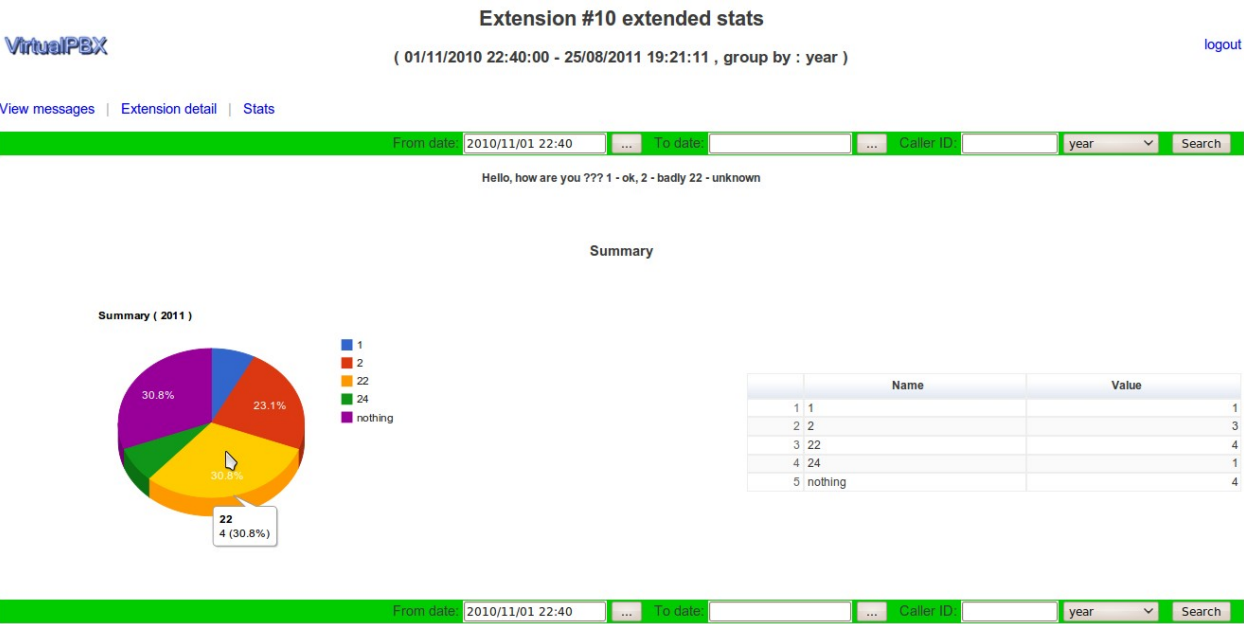 Extension #10 extended stats
VirtualPBX
logout
( 01/11/2010 22:40:00 - 25/08/2011 19:21:11 , group by : year )
View messages | Extension detail | Stats
From date: 2010/11/01 22:40 ... To date: ... Caller ID: year Search
Hello, how are you ??? 1 - ok, 2 - badly 22 - unknown
Summary
Summary ( 2011 )
30.8%
23.1%
30.8%
22
4 (30.8%)
1
2
22
24
nothing
Name Value
1 1 1
2 2 3
3 22 4
4 24 1
5 nothing 4
From date: 2010/11/01 22:40 ... To date: ... Caller ID: year Search